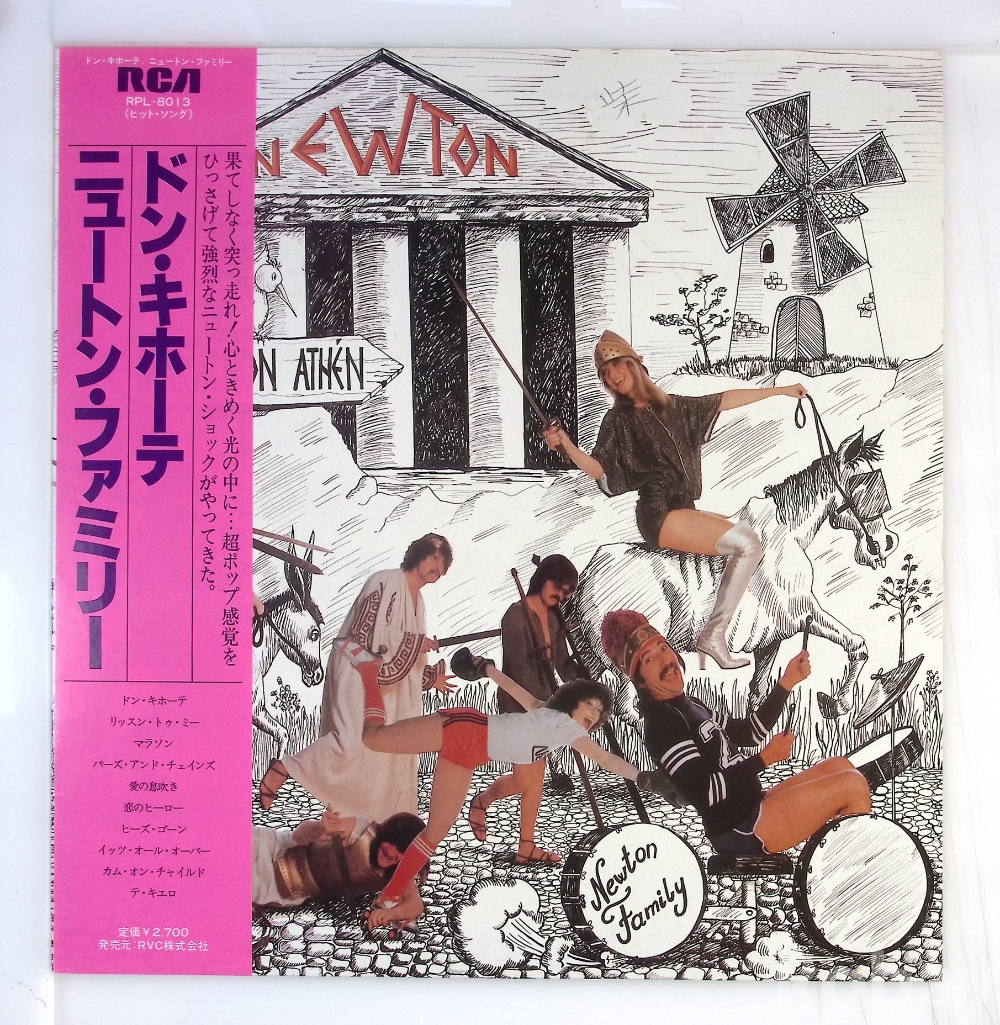 ドン・キホーテ/ニュートン・ファミリー
RCA
RPL-8013
(ヒット・ソング)
果てしなく突っ走れ!心ときめく光の中に…超ポップ感覚を
ひっさげて強烈なニュートン・ショックがやってきた。
ドン・キホーテ
ニュートン・ファミリー
ドン・キホーテ
リッスン・トゥ・ミー
マラソン
バーズ・アンド・チェインズ
愛の息吹き
恋のヒーロー
ヒーズ・ゴーン
イッツ・オール・オーバー
カム・オン・チャイルド
テ・キエロ
定価¥2,700
発売元:RVC株式会社
NEWTON
柴
ON ATHÉN
Newton
Family